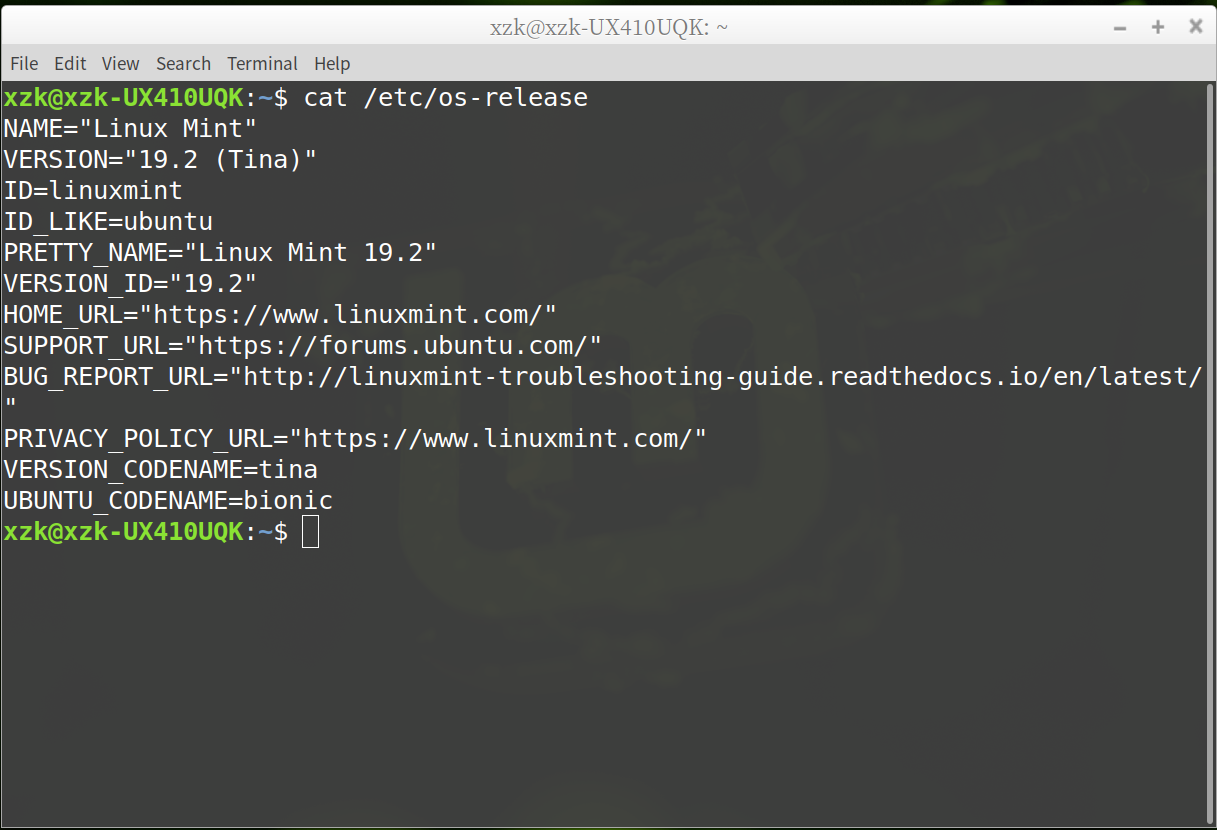 xzk@xzk-UX410UQK: ~
File Edit View Search Terminal Help
xzk@xzk-UX410UQK:~$ cat /etc/os-release
NAME="Linux Mint"
VERSION="19.2 (Tina)"
ID=linuxmint
ID_LIKE=ubuntu
PRETTY_NAME="Linux Mint 19.2"
VERSION_ID="19.2"
HOME_URL="https://www.linuxmint.com/"
SUPPORT_URL="https://forums.ubuntu.com/"
BUG_REPORT_URL="http://linuxmint-troubleshooting-guide.readthedocs.io/en/latest/
"
PRIVACY_POLICY_URL="https://www.linuxmint.com/"
VERSION_CODENAME=tina
UBUNTU_CODENAME=bionic
xzk@xzk-UX410UQK:~$